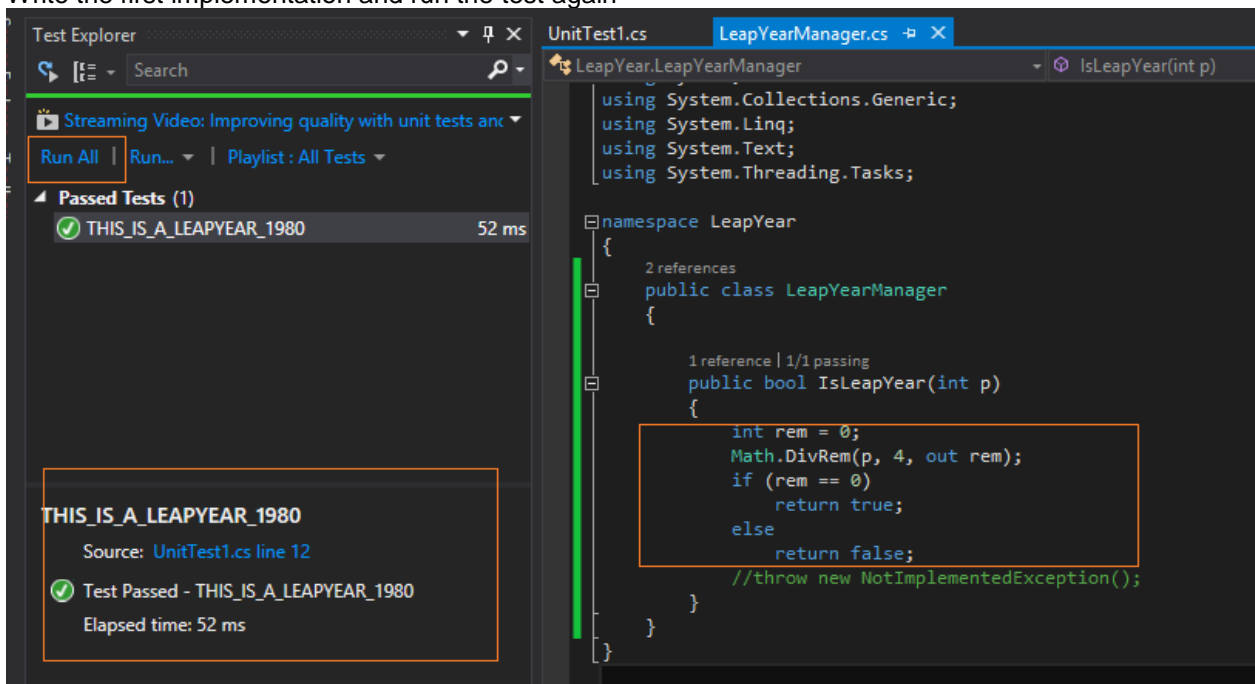 Write the first implementation and run the test again
Test Explorer
Search
Streaming Video: Improving quality with unit tests and
Run All | Run... | Playlist : All Tests
Passed Tests (1)
THIS_IS_A_LEAPYEAR_1980 52 ms
THIS_IS_A_LEAPYEAR_1980
Source: UnitTest1.cs line 12
Test Passed - THIS_IS_A_LEAPYEAR_1980
Elapsed time: 52 ms
UnitTest1.cs LeapYearManager.cs
LeapYear.LeapYearManager IsLeapYear(int p)
using System.Collections.Generic;
using System.Linq;
using System.Text;
using System.Threading.Tasks;
namespace LeapYear
{
2 references
public class LeapYearManager
{
1 reference | 1/1 passing
public bool IsLeapYear(int p)
{
int rem = 0;
Math.DivRem(p, 4, out rem);
if (rem == 0)
return true;
else
return false;
//throw new NotImplementedException();
}
}
}